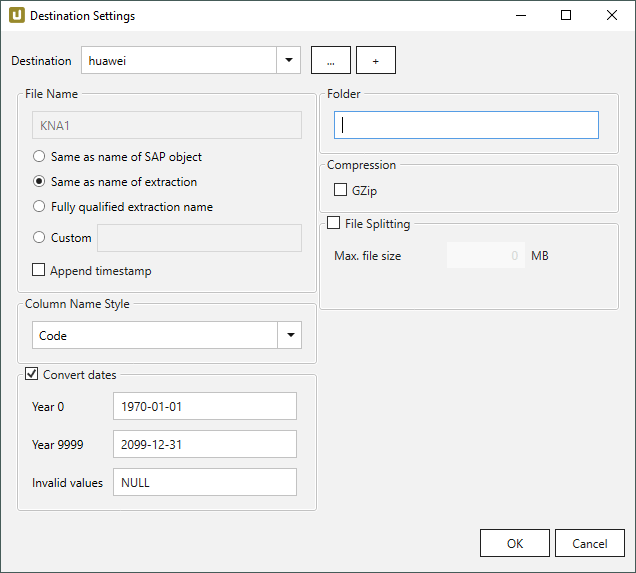 Destination Settings
Destination huawei ... +
File Name
KNA1
Same as name of SAP object
Same as name of extraction
Fully qualified extraction name
Custom
Append timestamp
Column Name Style
Code
Convert dates
Year 0 1970-01-01
Year 9999 2099-12-31
Invalid values NULL
Folder
Compression
GZip
File Splitting
Max. file size 0 MB
OK Cancel